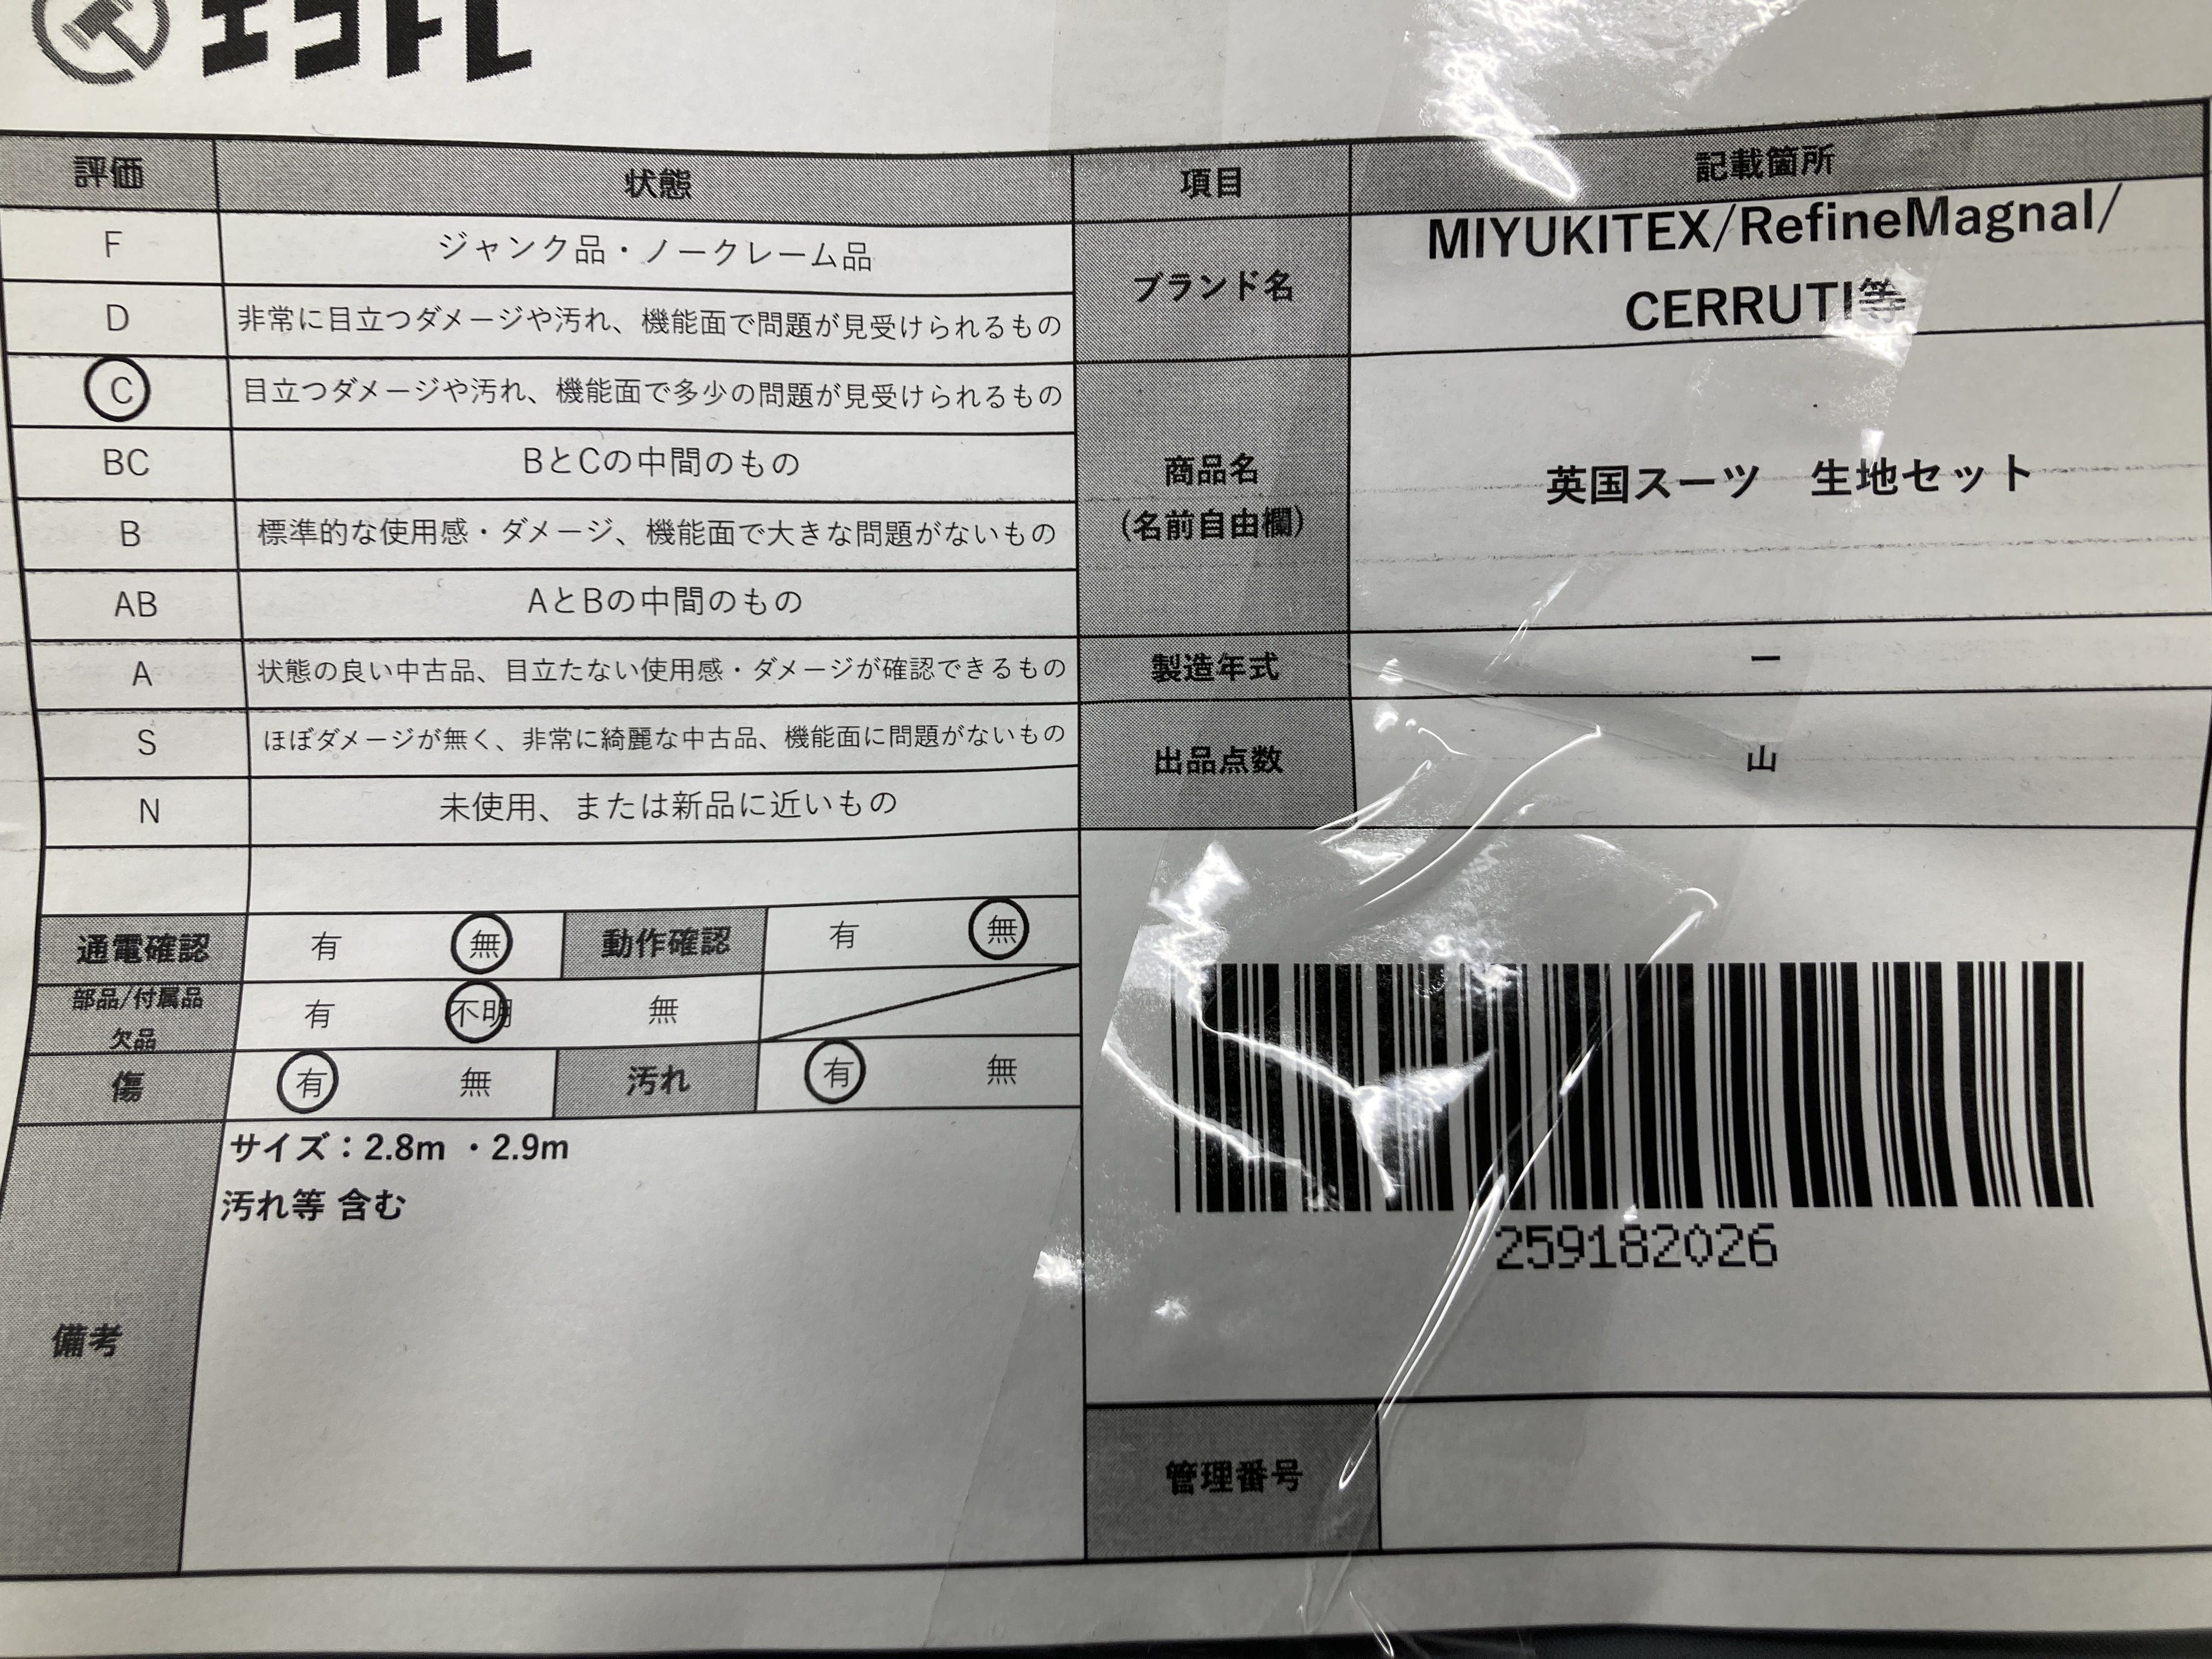 エコトレ
評価 状態
F ジャンク品・ノークレーム品
D 非常に目立つダメージや汚れ、機能面で問題が見受けられるもの
C 目立つダメージや汚れ、機能面で多少の問題が見受けられるもの
BC BとCの中間のもの
B 標準的な使用感・ダメージ、機能面で大きな問題がないもの
AB AとBの中間のもの
A 状態の良い中古品、目立たない使用感・ダメージが確認できるもの
S ほぼダメージが無く、非常に綺麗な中古品、機能面に問題がないもの
N 未使用、または新品に近いもの
通電確認 有 無 動作確認 有 無
部品/付属品
欠品 有 不明 無
傷 有 無 汚れ 有 無
備考
サイズ：2.8m ・2.9m
汚れ等 含む
項目 記載箇所
ブランド名
MIYUKITEX/RefineMagnal/
CERRUTI等
商品名
(名前自由欄)
英国スーツ 生地セット
製造年式 ー
出品点数 山
259182026
管理番号